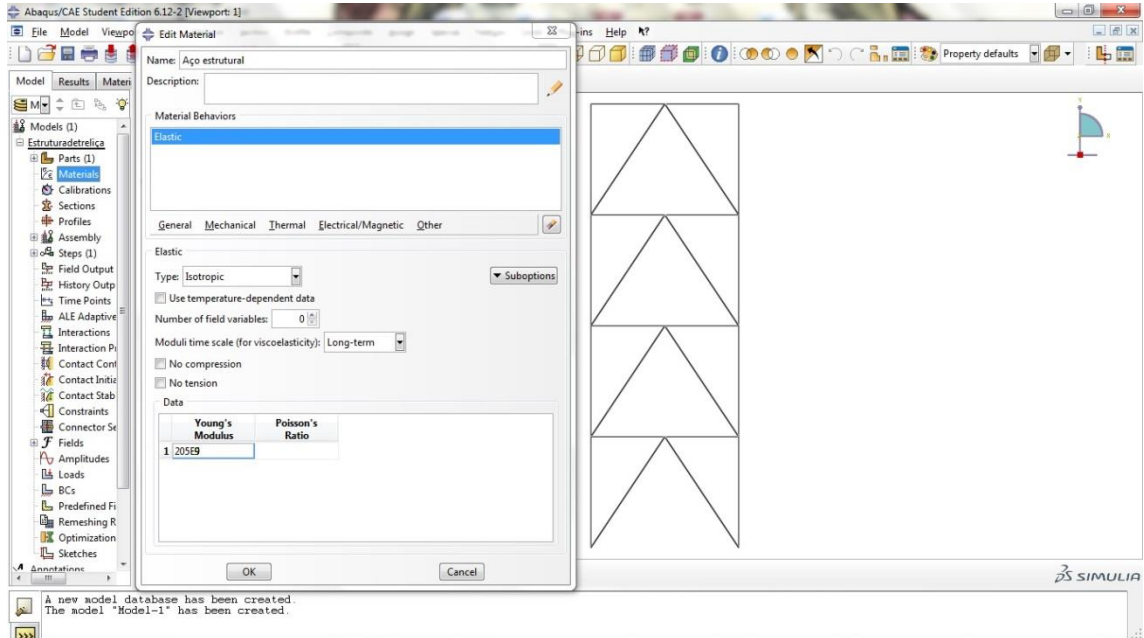 Abaqus/CAE Student Edition 6.12-2 [Viewport: 1]
File Model Viewpo
-ins Help
Property defaults
Edit Material
Name: Aço estrutural
Description:
Material Behaviors
Elastic
General Mechanical Thermal Electrical/Magnetic Other
Elastic
Type: Isotropic
Suboptions
Use temperature-dependent data
Number of field variables: 0
Moduli time scale (for viscoelasticity): Long-term
No compression
No tension
Data
Young's Modulus
Poisson's Ratio
1 205E9
OK Cancel
Model Results Materi
M
Models (1)
Estruturadetreliça
Parts (1)
Materials
Calibrations
Sections
Profiles
Assembly
Steps (1)
Field Output
History Outp
Time Points
ALE Adaptive
Interactions
Interaction Pr
Contact Cont
Contact Initia
Contact Stab
Constraints
Connector Se
Fields
Amplitudes
Loads
BCs
Predefined Fi
Remeshing R
Optimization
Sketches
Annotations
Y
X
SIMULIA
A new model database has been created.
The model "Model-1" has been created.
>>>